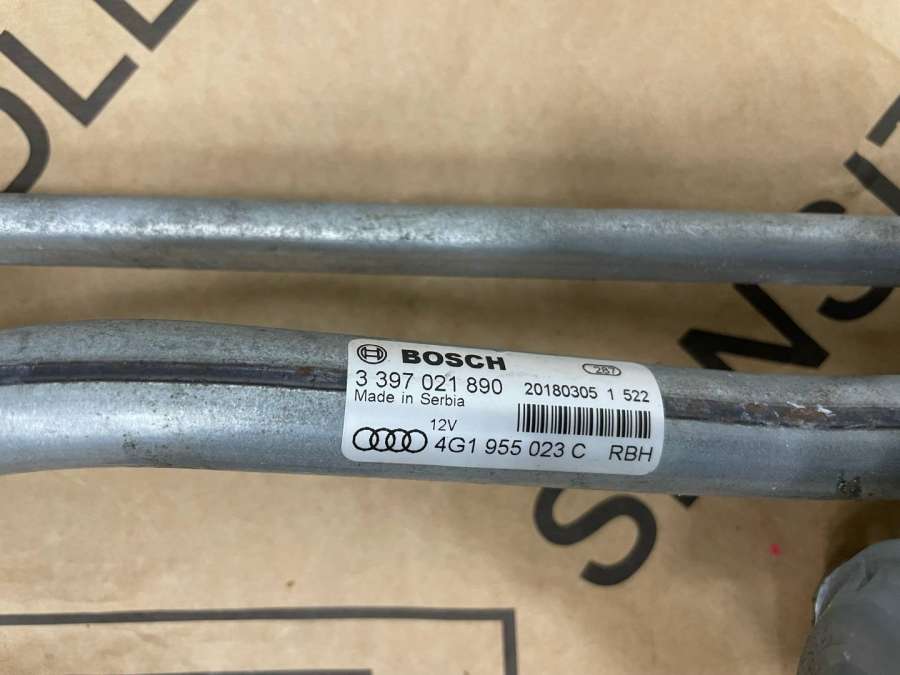 BOSCH 287
3 397 021 890 20180305 1 522
Made in Serbia
12V
4G1 955 023 C RBH